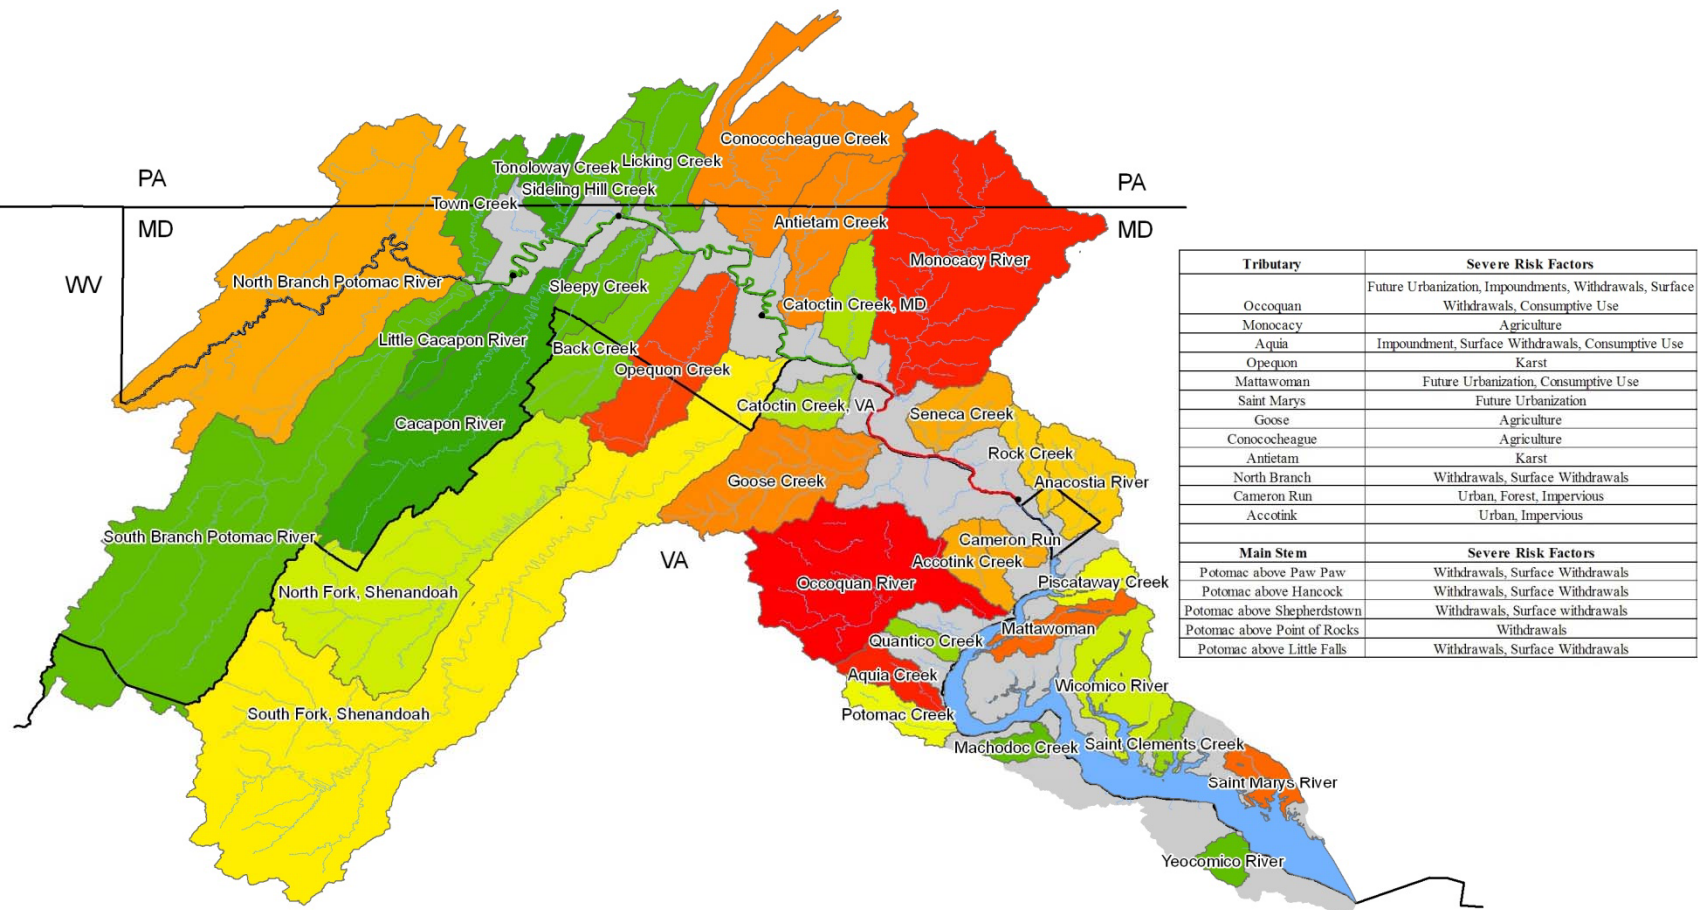 Conococheague Creek
Tonoloway Creek
Licking Creek
PA
PA
Sideling Hill Creek
Town Creek
MD
Antietam Creek
MD
Monocacy River
WV
North Branch Potomac River
Sleepy Creek
Catoctin Creek, MD
Little Cacapon River
Back Creek
Opequon Creek
Catoctin Creek, VA
Seneca Creek
Cacapon River
Rock Creek
Goose Creek
Anacostia River
South Branch Potomac River
Cameron Run
VA
Accotink Creek
Occoquan River
Piscataway Creek
North Fork, Shenandoah
Mattawoman
Quantico Creek
Aquia Creek
Wicomico River
South Fork, Shenandoah
Potomac Creek
Machodoc Creek
Saint Clements Creek
Saint Marys River
Yeocomico River
Tributary Severe Risk Factors
Future Urbanization, Impoundments, Withdrawals, Surface
Occoquan Withdrawals, Consumptive Use
Monocacy Agriculture
Aquia Impoundment, Surface Withdrawals, Consumptive Use
Opequon Karst
Mattawoman Future Urbanization, Consumptive Use
Saint Marys Future Urbanization
Goose Agriculture
Conococheague Agriculture
Antietam Karst
North Branch Withdrawals, Surface Withdrawals
Cameron Run Urban, Forest, Impervious
Accotink Urban, Impervious
Main Stem Severe Risk Factors
Potomac above Paw Paw Withdrawals, Surface Withdrawals
Potomac above Hancock Withdrawals, Surface Withdrawals
Potomac above Shepherdstown Withdrawals, Surface withdrawals
Potomac above Point of Rocks Withdrawals
Potomac above Little Falls Withdrawals, Surface Withdrawals